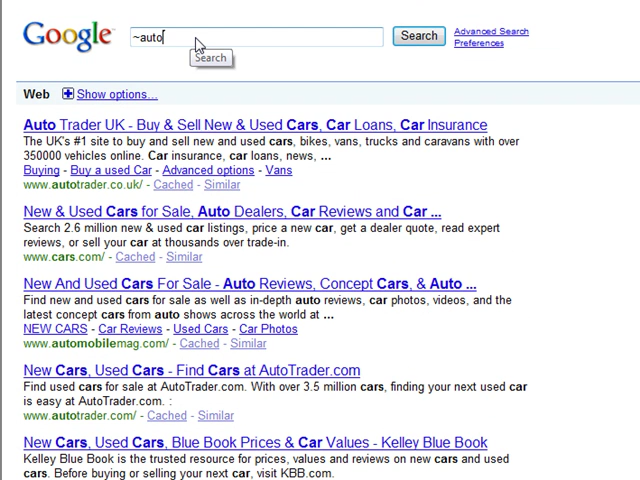 Google ~auto Search Advanced Search
Preferences
Search
Web Show options...
Auto Trader UK - Buy & Sell New & Used Cars, Car Loans, Car Insurance
The UK's #1 site to buy and sell new and used cars, bikes, vans, trucks and caravans with over
350000 vehicles online. Car insurance, car loans, news, ...
Buying - Buy a used Car - Advanced options - Vans
www.autotrader.co.uk/ - Cached - Similar
New & Used Cars for Sale, Auto Dealers, Car Reviews and Car ...
Search 2.6 million new & used car listings, price a new car, get a dealer quote, read expert
reviews, or sell your car at thousands over trade-in.
www.cars.com/ - Cached - Similar
New And Used Cars For Sale - Auto Reviews, Concept Cars, & Auto ...
Find new and used cars for sale as well as in-depth auto reviews, car photos, videos, and the
latest concept cars from auto shows across the world at ...
NEW CARS - Car Reviews - Used Cars - Car Photos
www.automobilemag.com/ - Cached - Similar
New Cars, Used Cars - Find Cars at AutoTrader.com
Find used cars for sale at AutoTrader.com. With over 3.5 million cars, finding your next used car
is easy at AutoTrader.com. :
www.autotrader.com/ - Cached - Similar
New Cars, Used Cars, Blue Book Prices & Car Values - Kelley Blue Book
Kelley Blue Book is the trusted resource for prices, values and reviews on new cars and used
cars. Before buying or selling your next car, visit KBB.com.